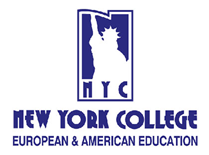 NYC
NEW YORK COLLEGE
EUROPEAN & AMERICAN EDUCATION